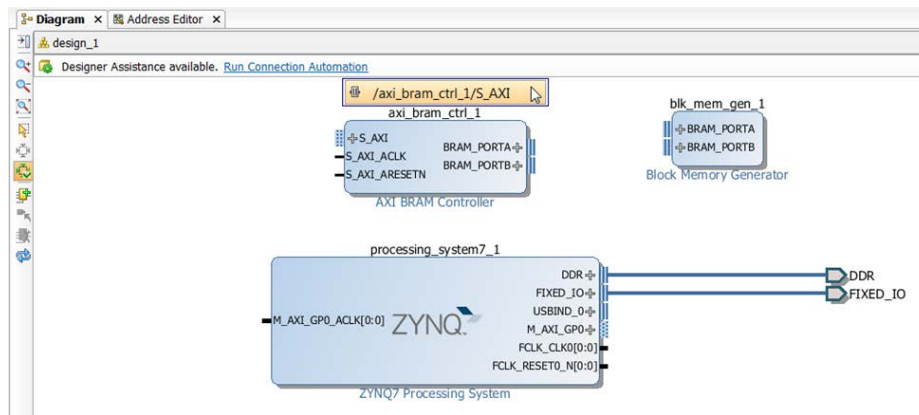 Diagram × Address Editor ×
design_1
Designer Assistance available. Run Connection Automation
/axi_bram_ctrl_1/S_AXI
axi_bram_ctrl_1
S_AXI
S_AXI_ACLK
S_AXI_ARESETN
BRAM_PORTA
BRAM_PORTB
AXI BRAM Controller
blk_mem_gen_1
BRAM_PORTA
BRAM_PORTB
Block Memory Generator
processing_system7_1
M_AXI_GP0_ACLK[0:0]
ZYNQ
DDR
FIXED_IO
USBIND_0
M_AXI_GP0
FCLK_CLK0[0:0]
FCLK_RESET0_N[0:0]
ZYNQ7 Processing System
DDR
FIXED_IO